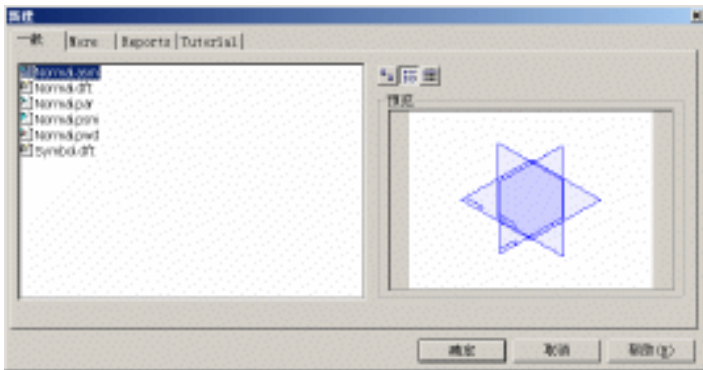 新建
一般 More Reports Tutorial
Normal.asm
Normal.dft
Normal.par
Normal.psm
Normal.pwd
Symbol.dft
预览
确定 取消 帮助(H)